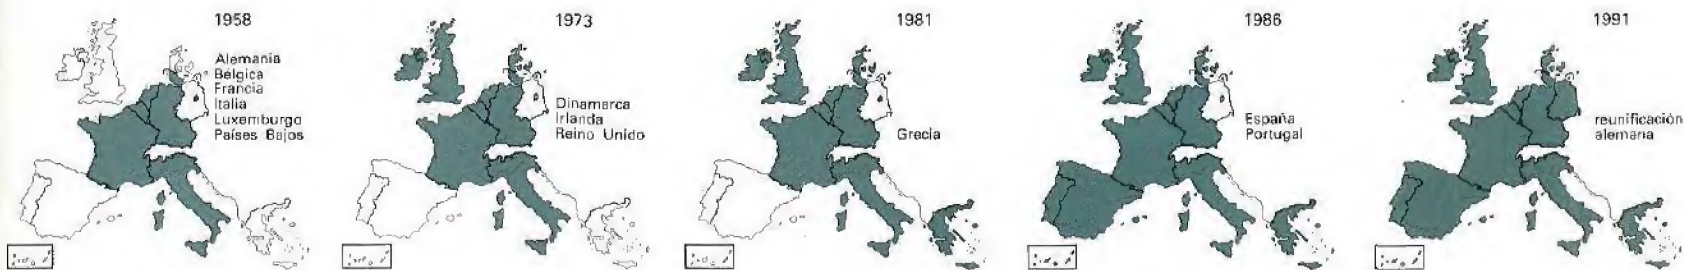 1958
Alemania
Bélgica
Francia
Italia
Luxemburgo
Países Bajos
1973
Dinamarca
Irlanda
Reino Unido
1981
Grecia
1986
España
Portugal
1991
reunificación
alemana